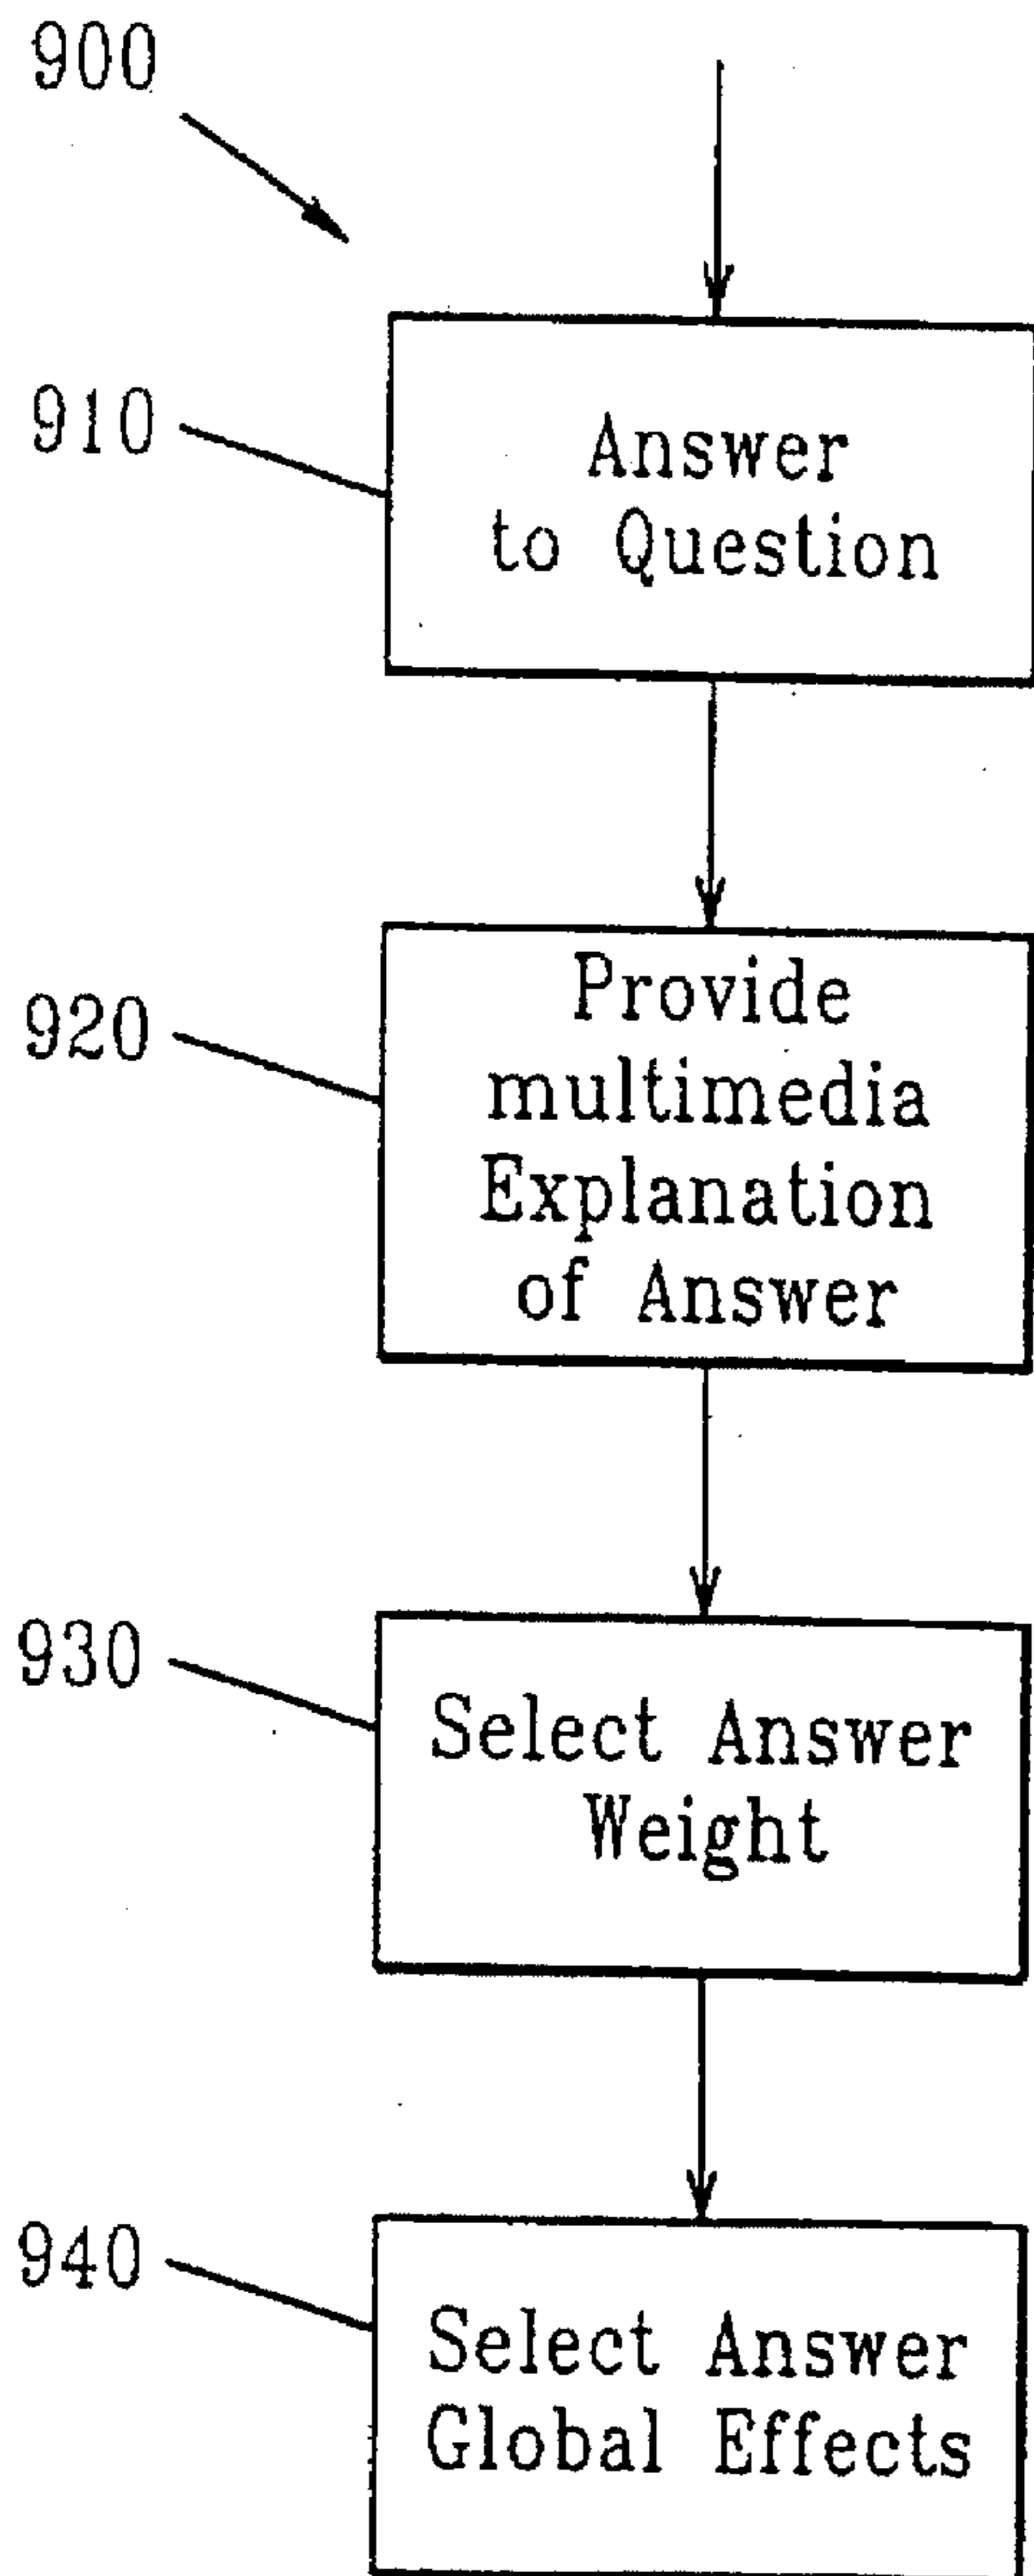 900
910
Answer
to Question
920
Provide
multimedia
Explanation
of Answer
930
Select Answer
Weight
940
Select Answer
Global Effects